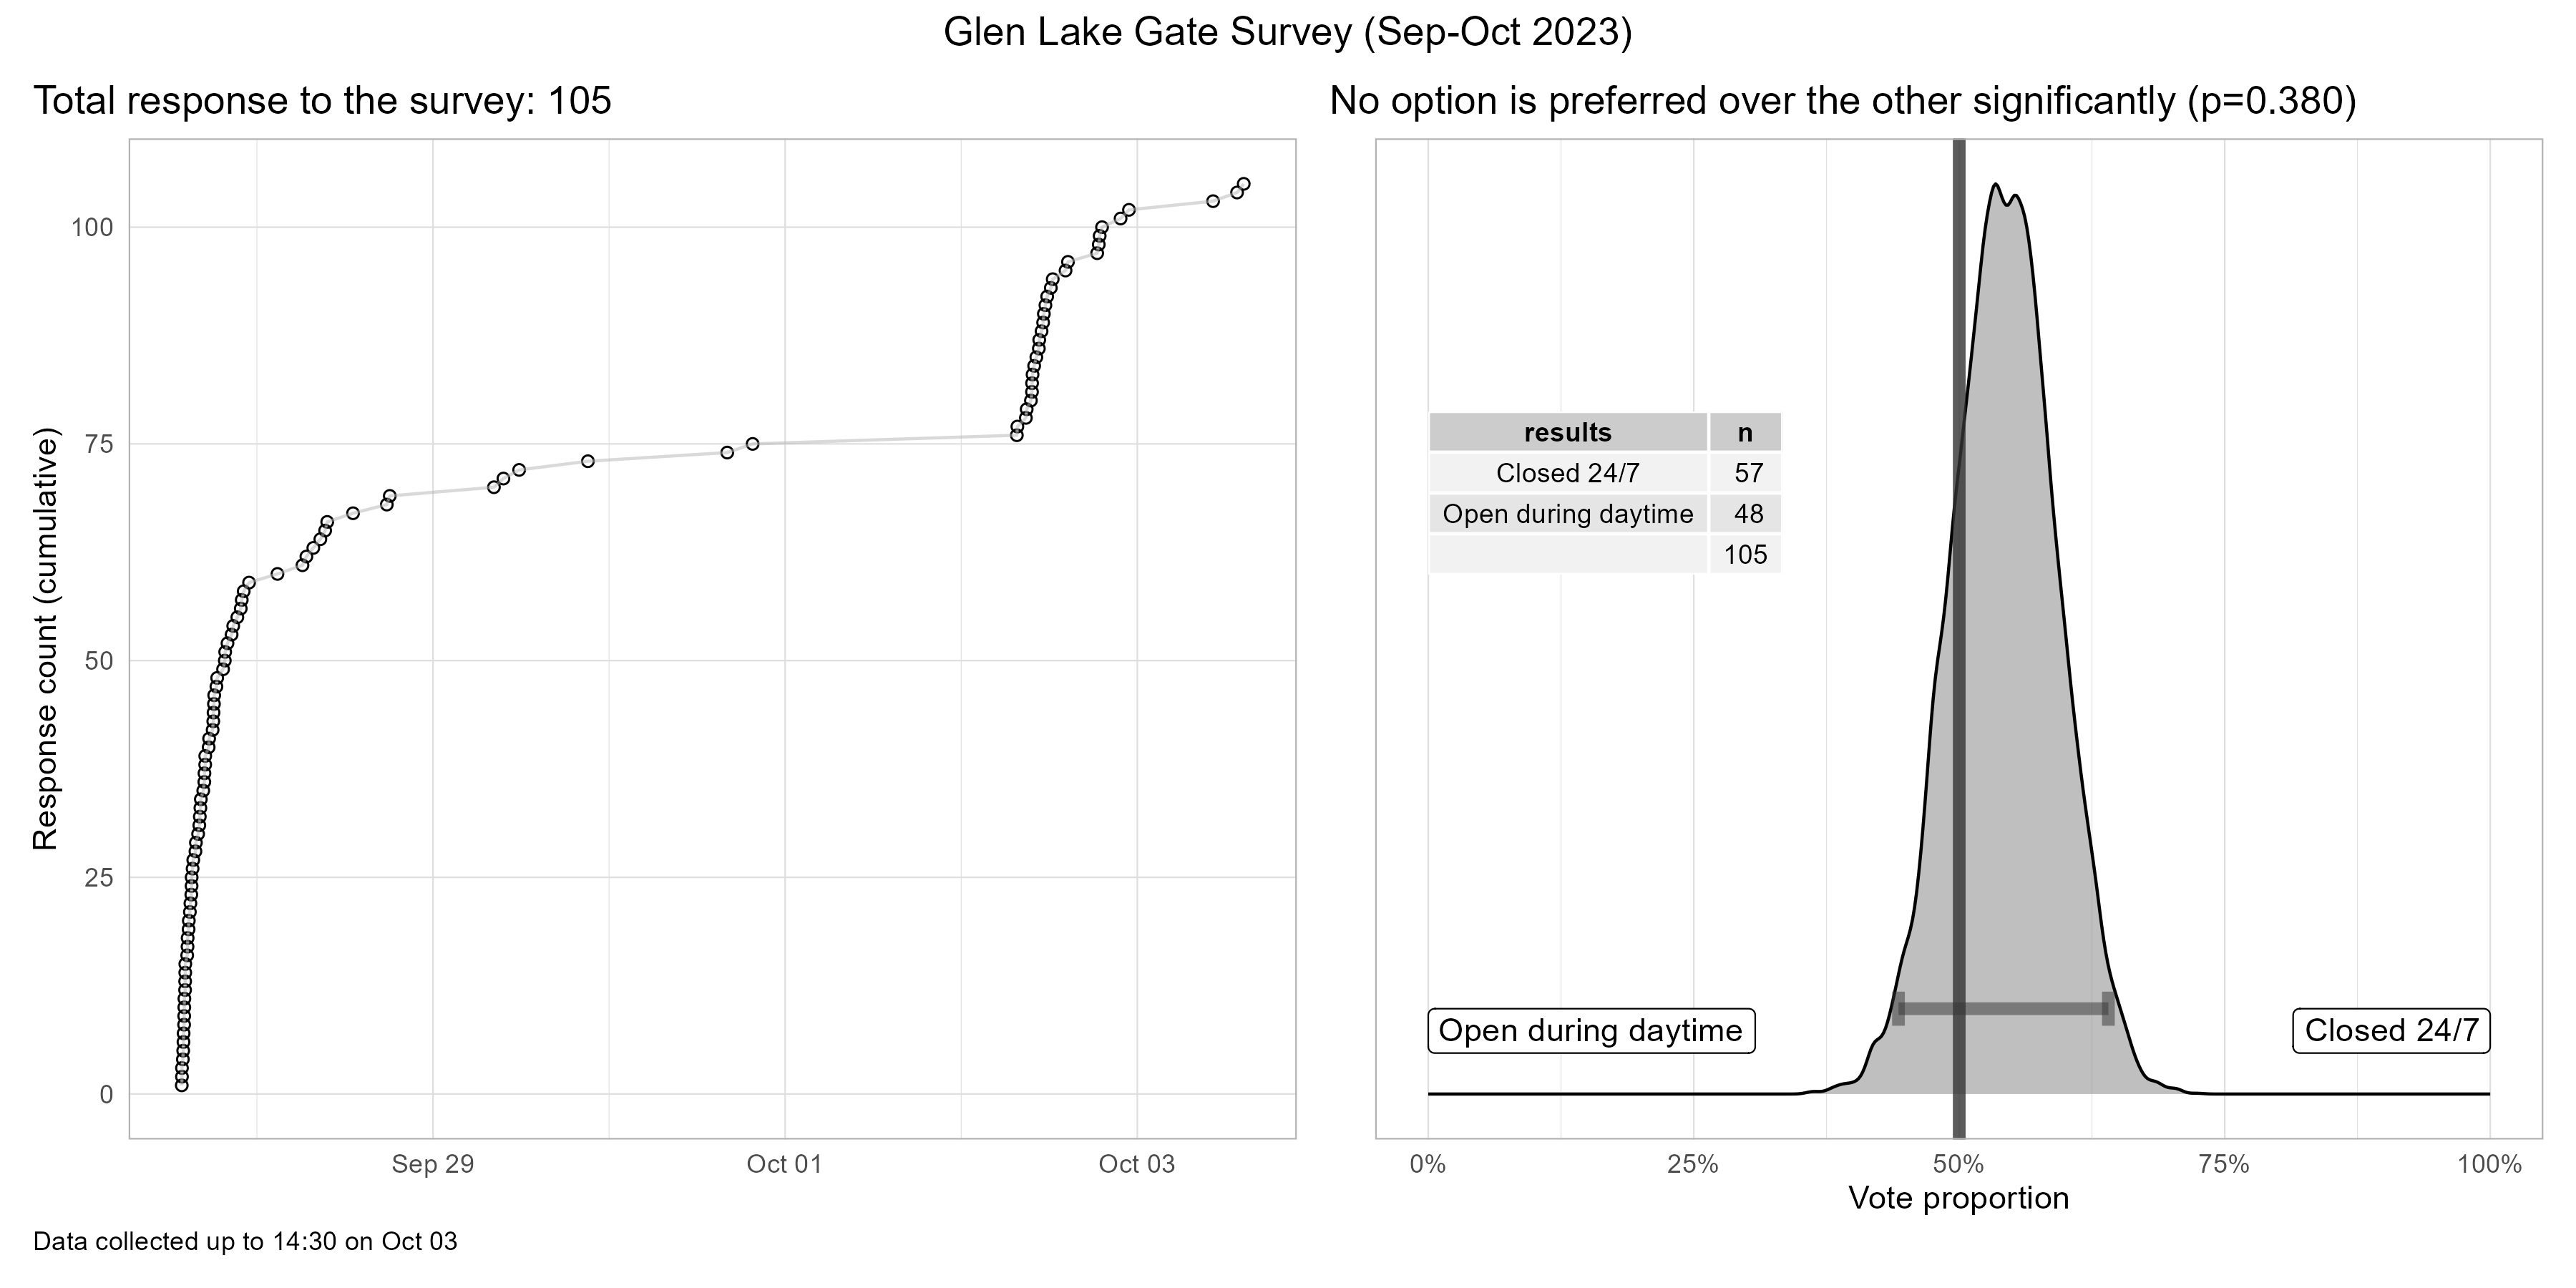 Glen Lake Gate Survey (Sep-Oct 2023)
Total response to the survey: 105
Response count (cumulative)
100
75
50
25
0
Sep 29
Oct 01
Oct 03
Data collected up to 14:30 on Oct 03
No option is preferred over the other significantly (p=0.380)
results n
Closed 24/7 57
Open during daytime 48
105
Open during daytime
Closed 24/7
0%
25%
50%
75%
100%
Vote proportion